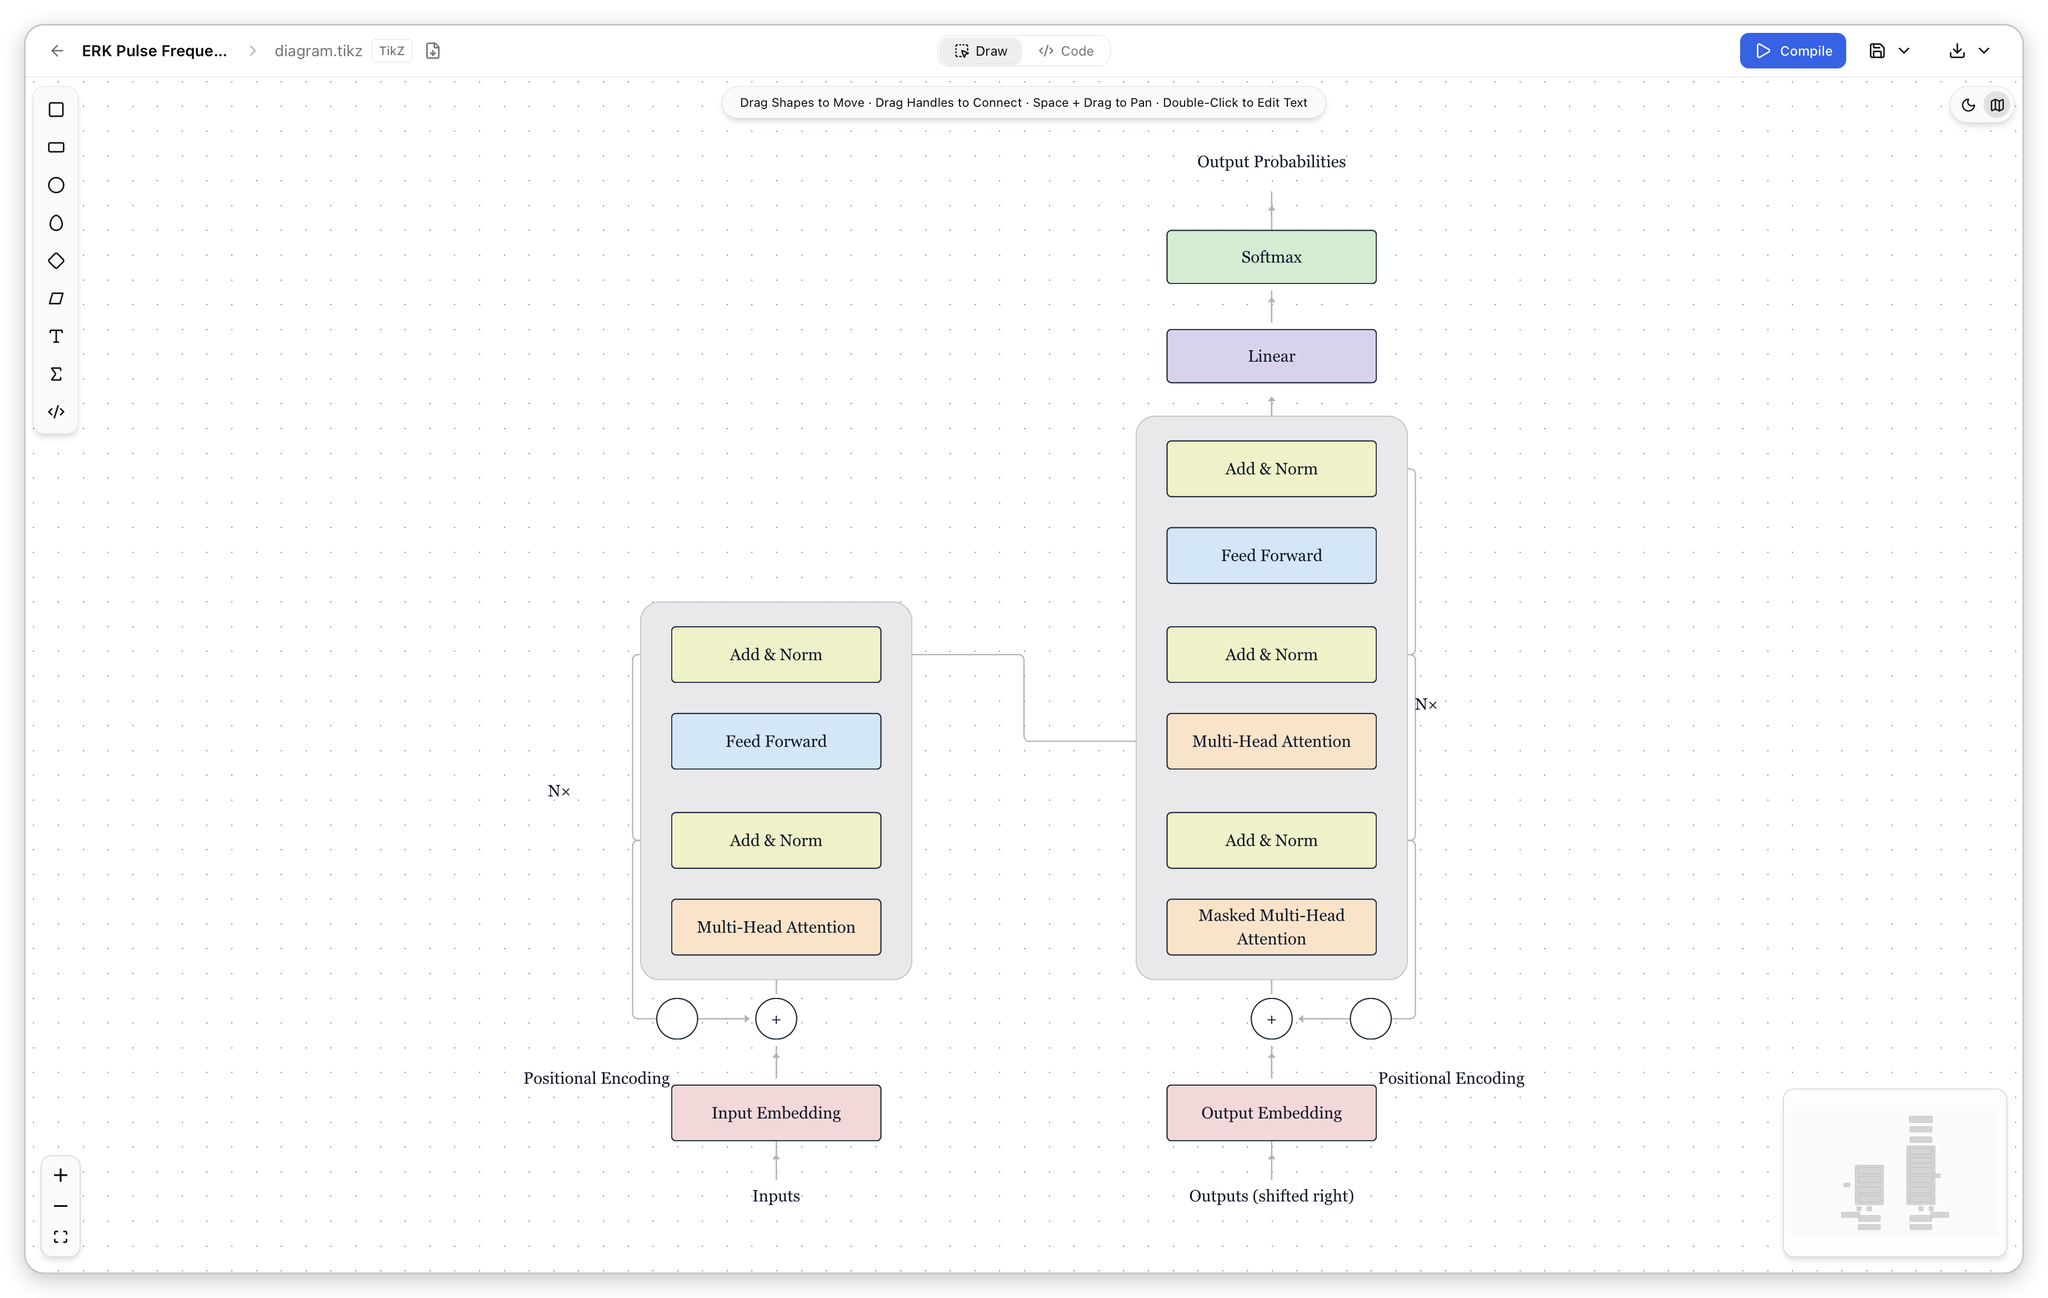 ERK Pulse Freque...
diagram.tikz
TikZ
Draw
Code
Compile
Drag Shapes to Move · Drag Handles to Connect · Space + Drag to Pan · Double-Click to Edit Text
Output Probabilities
Softmax
Linear
Add & Norm
Feed Forward
Add & Norm
Add & Norm
N×
Feed Forward
Multi-Head Attention
N×
Add & Norm
Add & Norm
Multi-Head Attention
Masked Multi-Head
Attention
+
+
Positional Encoding
Positional Encoding
Input Embedding
Output Embedding
Inputs
Outputs (shifted right)